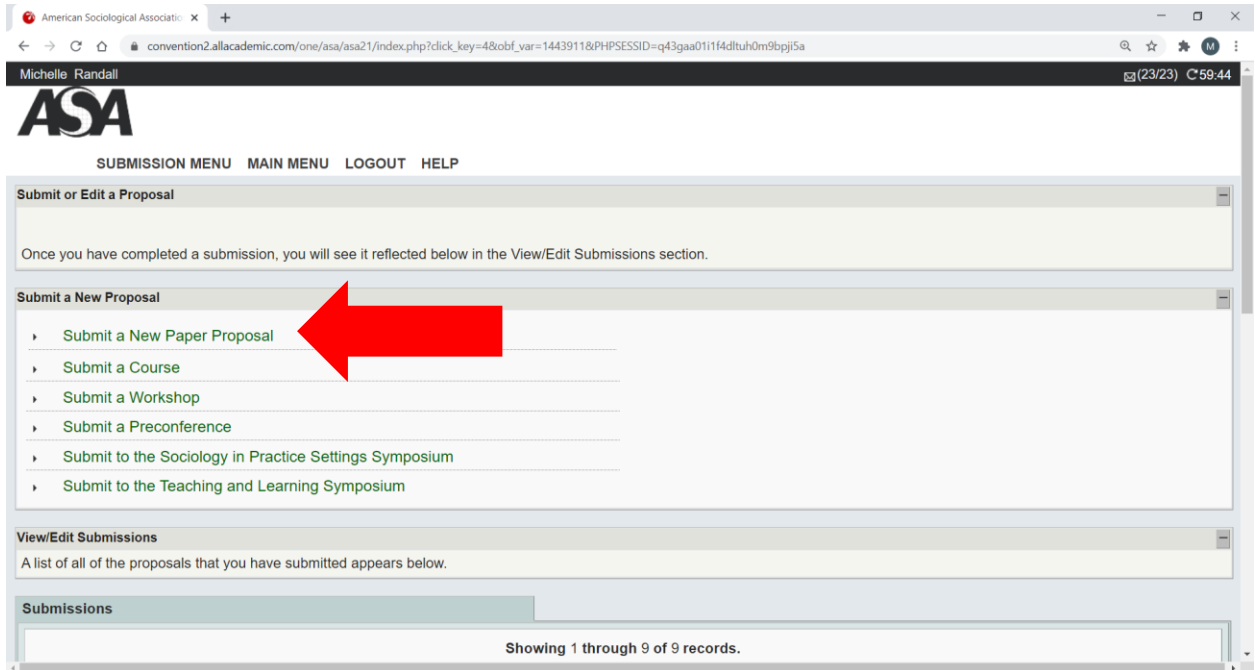 American Sociological Associatio
convention2.allacademic.com/one/asa/asa21/index.php?click_key=4&obf_var=1443911&PHPSESSID=q43gaa01i1f4dltuh0m9bpji5a
M
Michelle Randall
(23/23) 59:44
ASA
SUBMISSION MENU MAIN MENU LOGOUT HELP
Submit or Edit a Proposal
Once you have completed a submission, you will see it reflected below in the View/Edit Submissions section.
Submit a New Proposal
Submit a New Paper Proposal
Submit a Course
Submit a Workshop
Submit a Preconference
Submit to the Sociology in Practice Settings Symposium
Submit to the Teaching and Learning Symposium
View/Edit Submissions
A list of all of the proposals that you have submitted appears below.
Submissions
Showing 1 through 9 of 9 records.